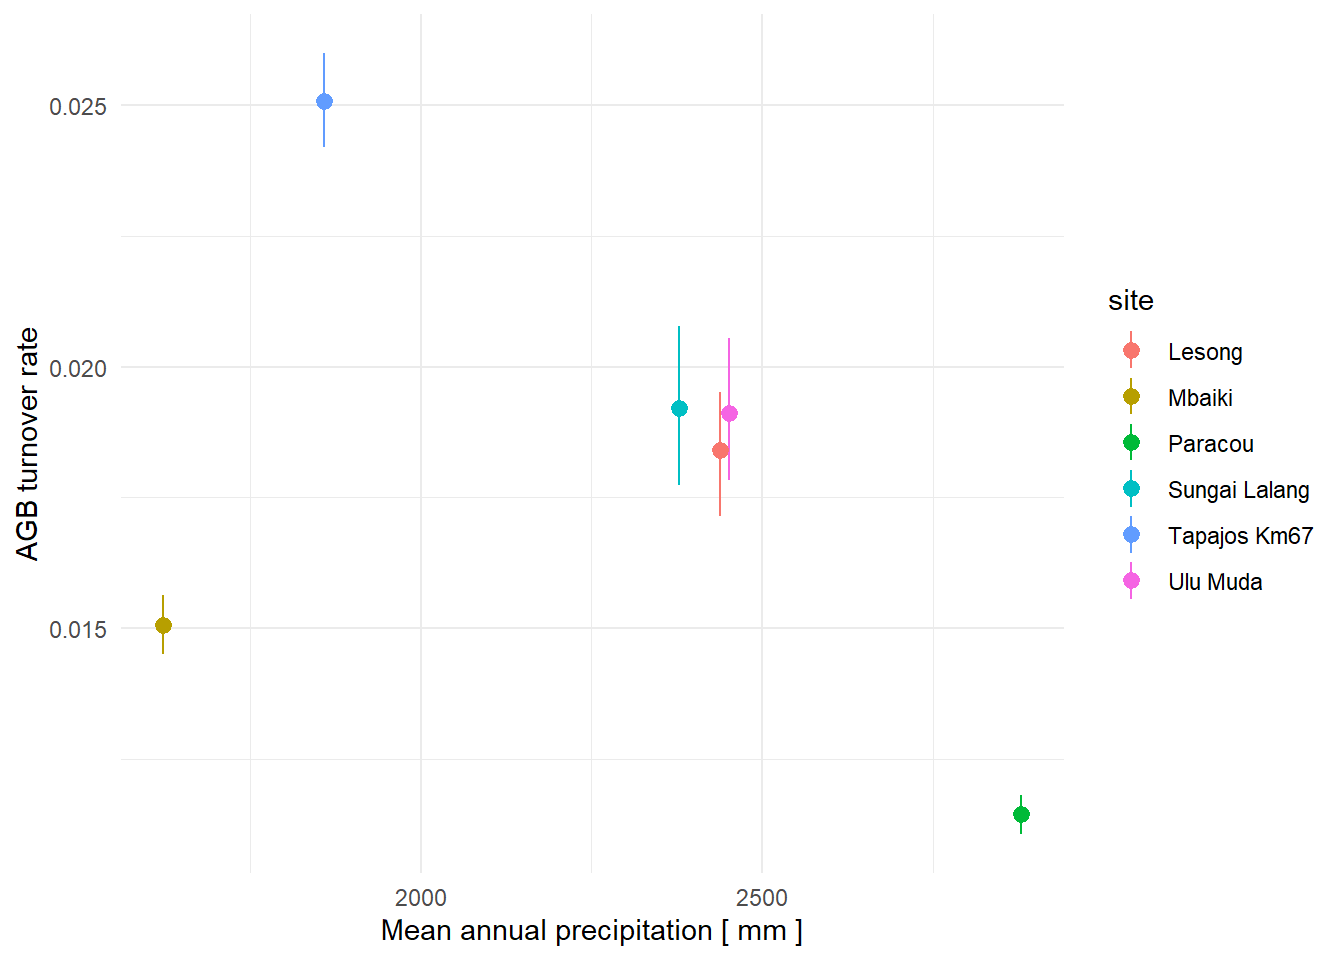 0.025
0.020
0.015
AGB turnover rate
2000
2500
Mean annual precipitation [ mm ]
site
Lesong
Mbaiki
Paracou
Sungai Lalang
Tapajos Km67
Ulu Muda